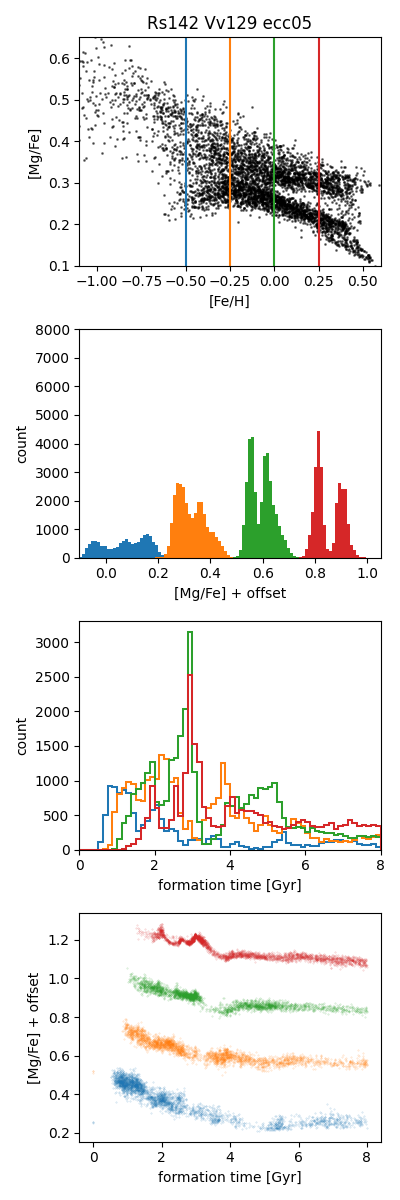 Rs142 Vv129 ecc05
0.6
0.5
0.4
0.3
0.2
0.1
[Mg/Fe]
−1.00 −0.75 −0.50 −0.25 0.00 0.25 0.50
[Fe/H]
8000
7000
6000
5000
4000
3000
2000
1000
0
count
0.0 0.2 0.4 0.6 0.8 1.0
[Mg/Fe] + offset
3000
2500
2000
1500
1000
500
0
count
0 2 4 6 8
formation time [Gyr]
1.2
1.0
0.8
0.6
0.4
0.2
[Mg/Fe] + offset
0 2 4 6 8
formation time [Gyr]